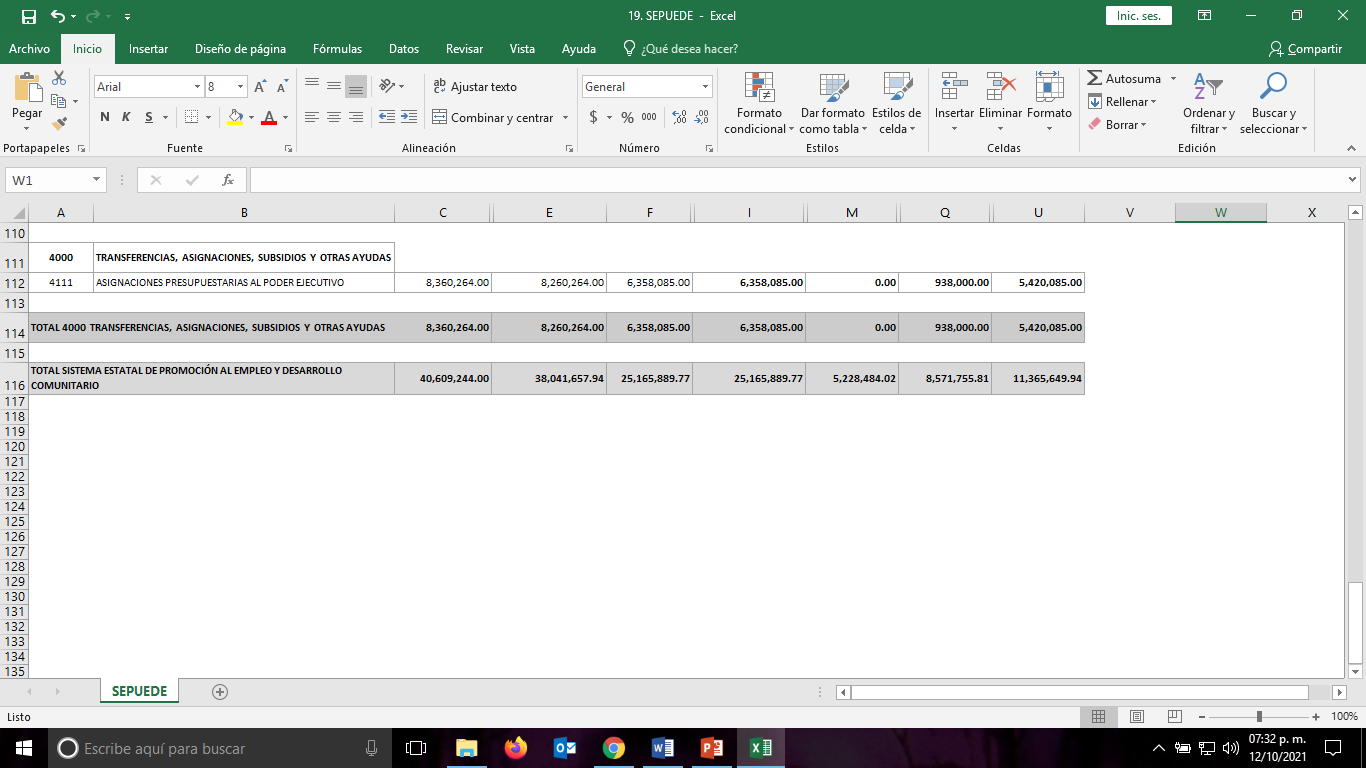 19. SEPUEDE - Excel
Inic. ses.
Archivo Inicio Insertar Diseño de página Fórmulas Datos Revisar Vista Ayuda ¿Qué desea hacer? Compartir
Pegar
Arial 8
N K S
Ajustar texto
Combinar y centrar
General
$ % 000
Formato condicional
Dar formato como tabla
Estilos de celda
Insertar Eliminar Formato
Autosuma
Rellenar
Borrar
Ordenar y filtrar
Buscar y seleccionar
Portapapeles Fuente Alineación Número Estilos Celdas Edición
W1 fx
A B C E F I M Q U V W X
110
111 4000 TRANSFERENCIAS, ASIGNACIONES, SUBSIDIOS Y OTRAS AYUDAS
112 4111 ASIGNACIONES PRESUPUESTARIAS AL PODER EJECUTIVO 8,360,264.00 8,260,264.00 6,358,085.00 6,358,085.00 0.00 938,000.00 5,420,085.00
113
114 TOTAL 4000 TRANSFERENCIAS, ASIGNACIONES, SUBSIDIOS Y OTRAS AYUDAS 8,360,264.00 8,260,264.00 6,358,085.00 6,358,085.00 0.00 938,000.00 5,420,085.00
115
TOTAL SISTEMA ESTATAL DE PROMOCIÓN AL EMPLEO Y DESARROLLO
116 COMUNITARIO 40,609,244.00 38,041,657.94 25,165,889.77 25,165,889.77 5,228,484.02 8,571,755.81 11,365,649.94
117
118
119
120
121
122
123
124
125
126
127
128
129
130
131
132
133
134
135
SEPUEDE
Listo 100%
Escribe aquí para buscar
07:32 p. m.
12/10/2021